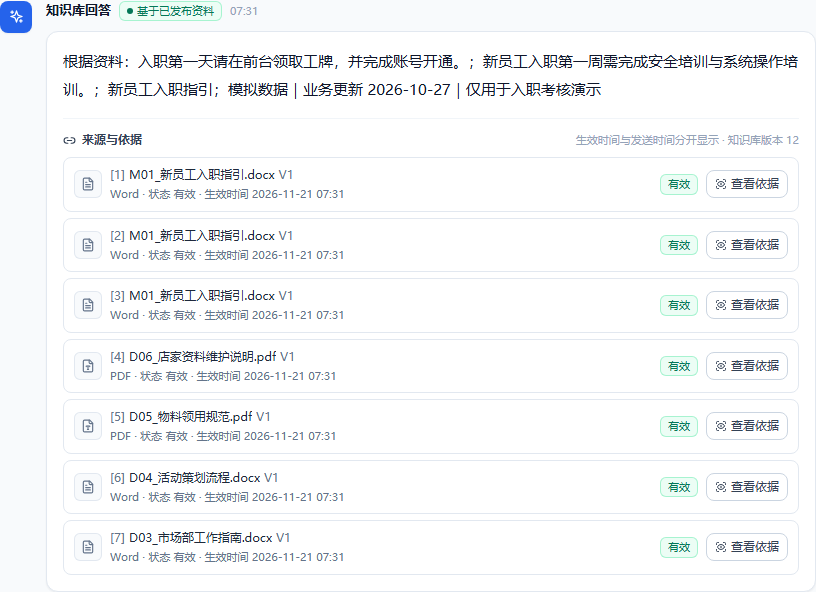 知识库回答 基于已发布资料 07:31
根据资料：入职第一天请在前台领取工牌，并完成账号开通。；新员工入职第一周需完成安全培训与系统操作培
训。；新员工入职指引；模拟数据｜业务更新 2026-10-27｜仅用于入职考核演示
来源与依据 生效时间与发送时间分开显示 · 知识库版本 12
[1] M01_新员工入职指引.docx V1
Word · 状态 有效 · 生效时间 2026-11-21 07:31
有效 查看依据
[2] M01_新员工入职指引.docx V1
Word · 状态 有效 · 生效时间 2026-11-21 07:31
有效 查看依据
[3] M01_新员工入职指引.docx V1
Word · 状态 有效 · 生效时间 2026-11-21 07:31
有效 查看依据
[4] D06_店家资料维护说明.pdf V1
PDF · 状态 有效 · 生效时间 2026-11-21 07:31
有效 查看依据
[5] D05_物料领用规范.pdf V1
PDF · 状态 有效 · 生效时间 2026-11-21 07:31
有效 查看依据
[6] D04_活动策划流程.docx V1
Word · 状态 有效 · 生效时间 2026-11-21 07:31
有效 查看依据
[7] D03_市场部工作指南.docx V1
Word · 状态 有效 · 生效时间 2026-11-21 07:31
有效 查看依据